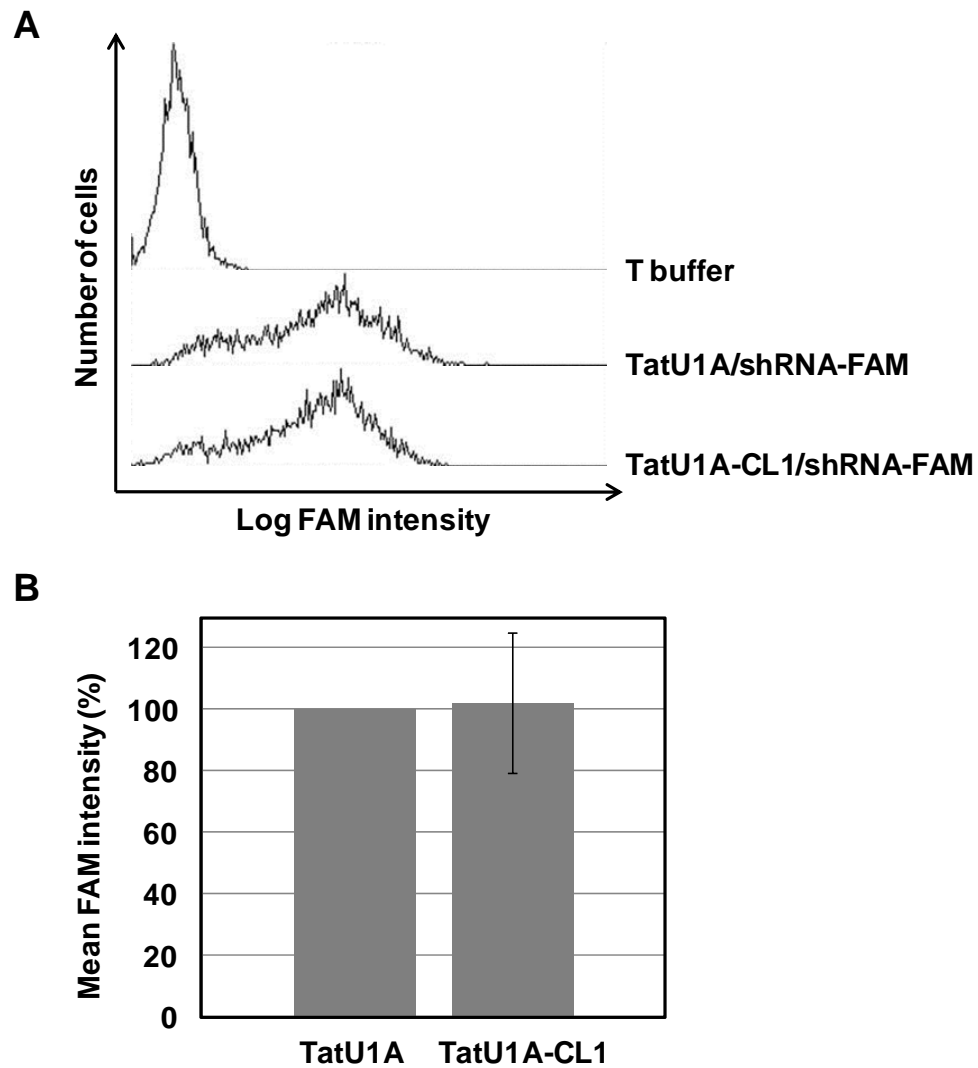 A
Number of cells
T buffer
TatU1A/shRNA-FAM
TatU1A-CL1/shRNA-FAM
Log FAM intensity
B
Mean FAM intensity (%)
120
100
80
60
40
20
0
TatU1A TatU1A-CL1